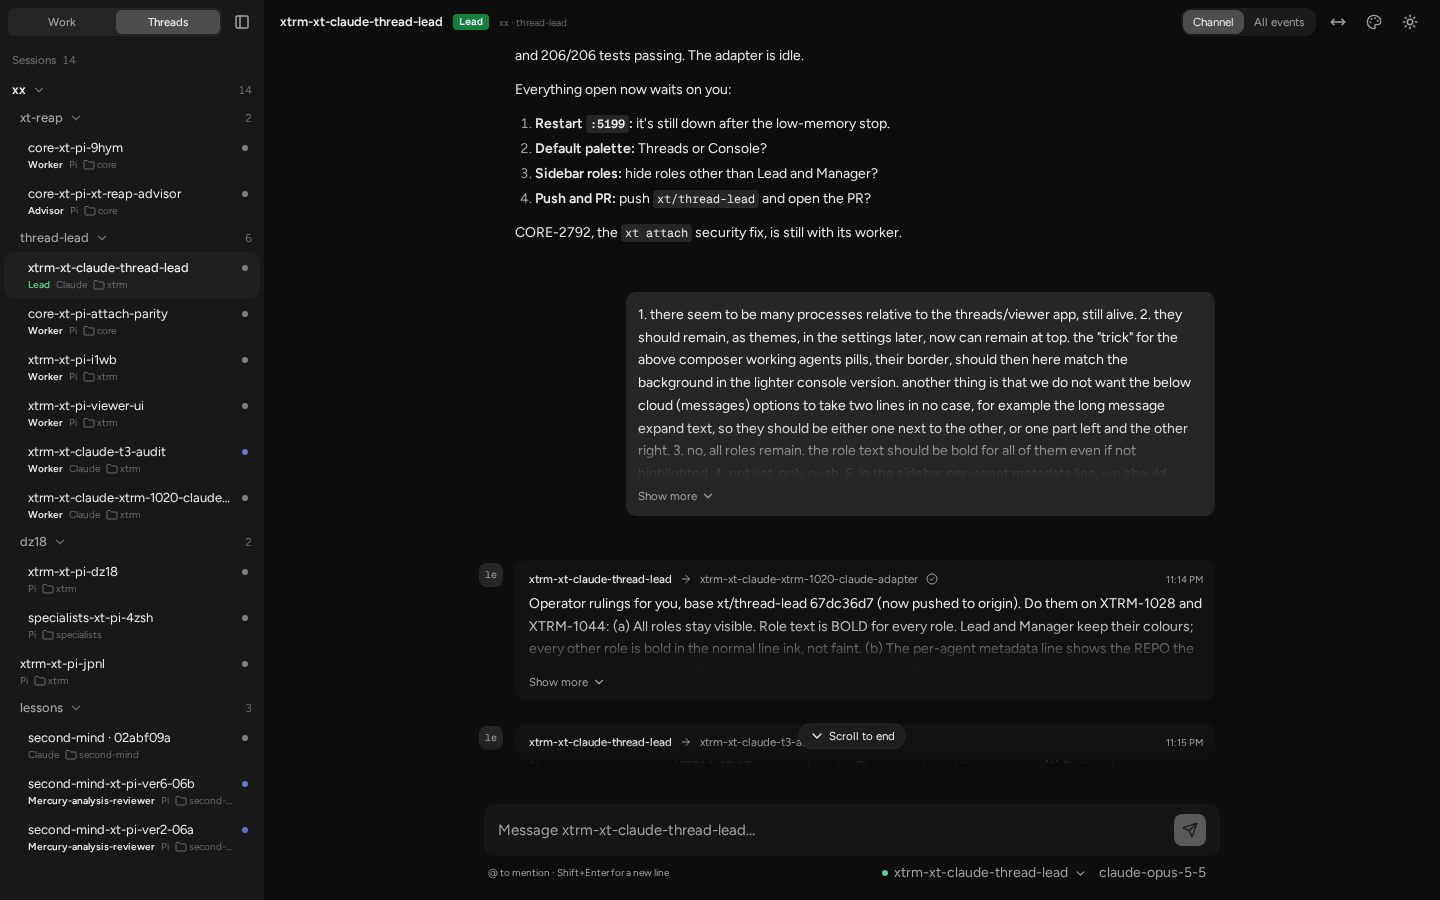 Work
Threads
xtrm-xt-claude-thread-lead
Lead
xx · thread-lead
Channel
All events
Sessions 14
xx 14
xt-reap 2
core-xt-pi-9hym
Worker Pi core
core-xt-pi-xt-reap-advisor
Advisor Pi core
thread-lead 6
xtrm-xt-claude-thread-lead
Lead Claude xtrm
core-xt-pi-attach-parity
Worker Pi core
xtrm-xt-pi-i1wb
Worker Pi xtrm
xtrm-xt-pi-viewer-ui
Worker Pi xtrm
xtrm-xt-claude-t3-audit
Worker Claude xtrm
xtrm-xt-claude-xtrm-1020-claude...
Worker Claude xtrm
dz18 2
xtrm-xt-pi-dz18
Pi xtrm
specialists-xt-pi-4zsh
Pi specialists
xtrm-xt-pi-jpnl
Pi xtrm
lessons 3
second-mind · 02abf09a
Claude second-mind
second-mind-xt-pi-ver6-06b
Mercury-analysis-reviewer Pi second-...
second-mind-xt-pi-ver2-06a
Mercury-analysis-reviewer Pi second-...
and 206/206 tests passing. The adapter is idle.
Everything open now waits on you:
1. Restart :5199: it's still down after the low-memory stop.
2. Default palette: Threads or Console?
3. Sidebar roles: hide roles other than Lead and Manager?
4. Push and PR: push xt/thread-lead and open the PR?
CORE-2792, the xt attach security fix, is still with its worker.
1. there seem to be many processes relative to the threads/viewer app, still alive. 2. they
should remain, as themes, in the settings later, now can remain at top. the "trick" for the
above composer working agents pills, their border, should then here match the
background in the lighter console version. another thing is that we do not want the below
cloud (messages) options to take two lines in no case, for example the long message
expand text, so they should be either one next to the other, or one part left and the other
right. 3. no, all roles remain. the role text should be bold for all of them even if not
highlighted. 4. not yet, only push. 5. in the sidebar per-agent metadata line, we should
Show more
le
xtrm-xt-claude-thread-lead → xtrm-xt-claude-xtrm-1020-claude-adapter 11:14 PM
Operator rulings for you, base xt/thread-lead 67dc36d7 (now pushed to origin). Do them on XTRM-1028 and
XTRM-1044: (a) All roles stay visible. Role text is BOLD for every role. Lead and Manager keep their colours;
every other role is bold in the normal line ink, not faint. (b) The per-agent metadata line shows the REPO the
Show more
le
xtrm-xt-claude-thread-lead → xtrm-xt-claude-t3-a 11:15 PM
Scroll to end
Message xtrm-xt-claude-thread-lead...
@ to mention · Shift+Enter for a new line
xtrm-xt-claude-thread-lead
claude-opus-5-5